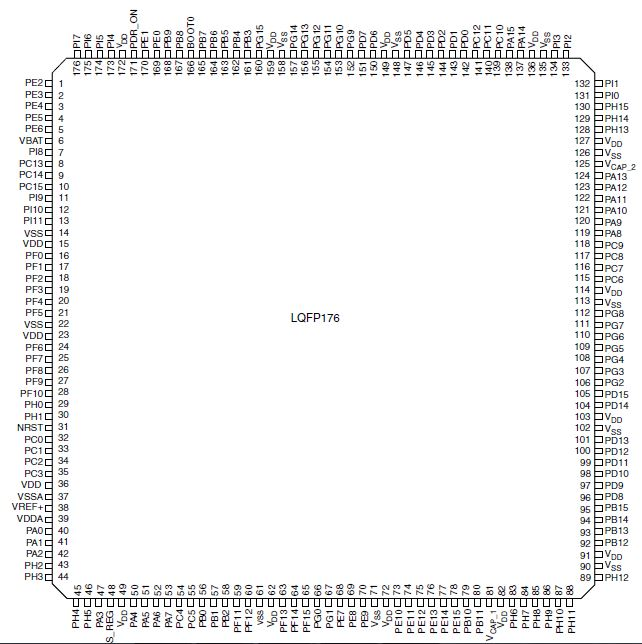 PI7 PI6 PI5 PI4 VDD PDR_ON PE1 PE0 PB9 PB8 BOOT0 PB7 PB6 PB5 PB4 PB3 PG15 VDD VSS PG14 PG13 PG12 PG11 PG10 PG9 PD7 PD6 VDD VSS PD5 PD4 PD3 PD2 PD1 PD0 PC12 PC11 PC10 PA15 PA14 VDD VSS PI3 PI2
176 175 174 173 172 171 170 169 168 167 166 165 164 163 162 161 160 159 158 157 156 155 154 153 152 151 150 149 148 147 146 145 144 143 142 141 140 139 138 137 136 135 134 133
PE2 1 132 PI1
PE3 2 131 PI0
PE4 3 130 PH15
PE5 4 129 PH14
PE6 5 128 PH13
VBAT 6 127 VDD
PI8 7 126 VSS
PC13 8 125 VCAP_2
PC14 9 124 PA13
PC15 10 123 PA12
PI9 11 122 PA11
PI10 12 121 PA10
PI11 13 120 PA9
VSS 14 119 PA8
VDD 15 118 PC9
PF0 16 117 PC8
PF1 17 116 PC7
PF2 18 115 PC6
PF3 19 114 VDD
PF4 20 113 VSS
PF5 21 112 PG8
VSS 22 111 PG7
VDD 23 110 PG6
PF6 24 109 PG5
PF7 25 108 PG4
PF8 26 107 PG3
PF9 27 106 PG2
PF10 28 105 PD15
PH0 29 104 PD14
PH1 30 103 VDD
NRST 31 102 VSS
PC0 32 101 PD13
PC1 33 100 PD12
PC2 34 99 PD11
PC3 35 98 PD10
VDD 36 97 PD9
VSSA 37 96 PD8
VREF+ 38 95 PB15
VDDA 39 94 PB14
PA0 40 93 PB13
PA1 41 92 PB12
PA2 42 91 VDD
PH2 43 90 VSS
PH3 44 89 PH12
LQFP176
45 46 47 48 49 50 51 52 53 54 55 56 57 58 59 60 61 62 63 64 65 66 67 68 69 70 71 72 73 74 75 76 77 78 79 80 81 82 83 84 85 86 87 88
PH4 PH5 PA3 S_REG VDD PA4 PA5 PA6 PA7 PC4 PC5 PB0 PB1 PB2 PF11 PF12 VSS VDD PF13 PF14 PF15 PG0 PG1 PE7 PE8 PE9 VSS VDD PE10 PE11 PE12 PE13 PE14 PE15 PB10 PB11 VCAP_1 VDD PH6 PH7 PH8 PH9 PH10 PH11